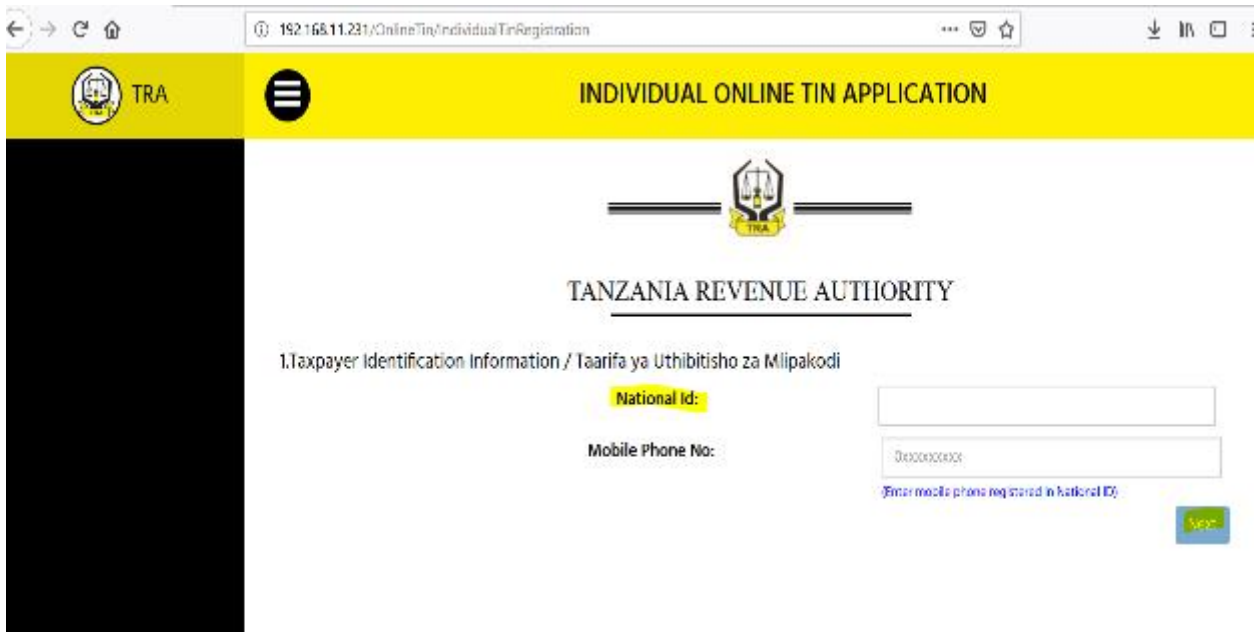 192.168.11.231/OnlineTin/IndividualTinRegistration
TRA
INDIVIDUAL ONLINE TIN APPLICATION
TRA
TANZANIA REVENUE AUTHORITY
1.Taxpayer Identification Information / Taarifa ya Uthibitisho za Mlipakodi
National Id:
Mobile Phone No:
0xxxxxxxxx
(Enter mobile phone registered in National ID)
Next